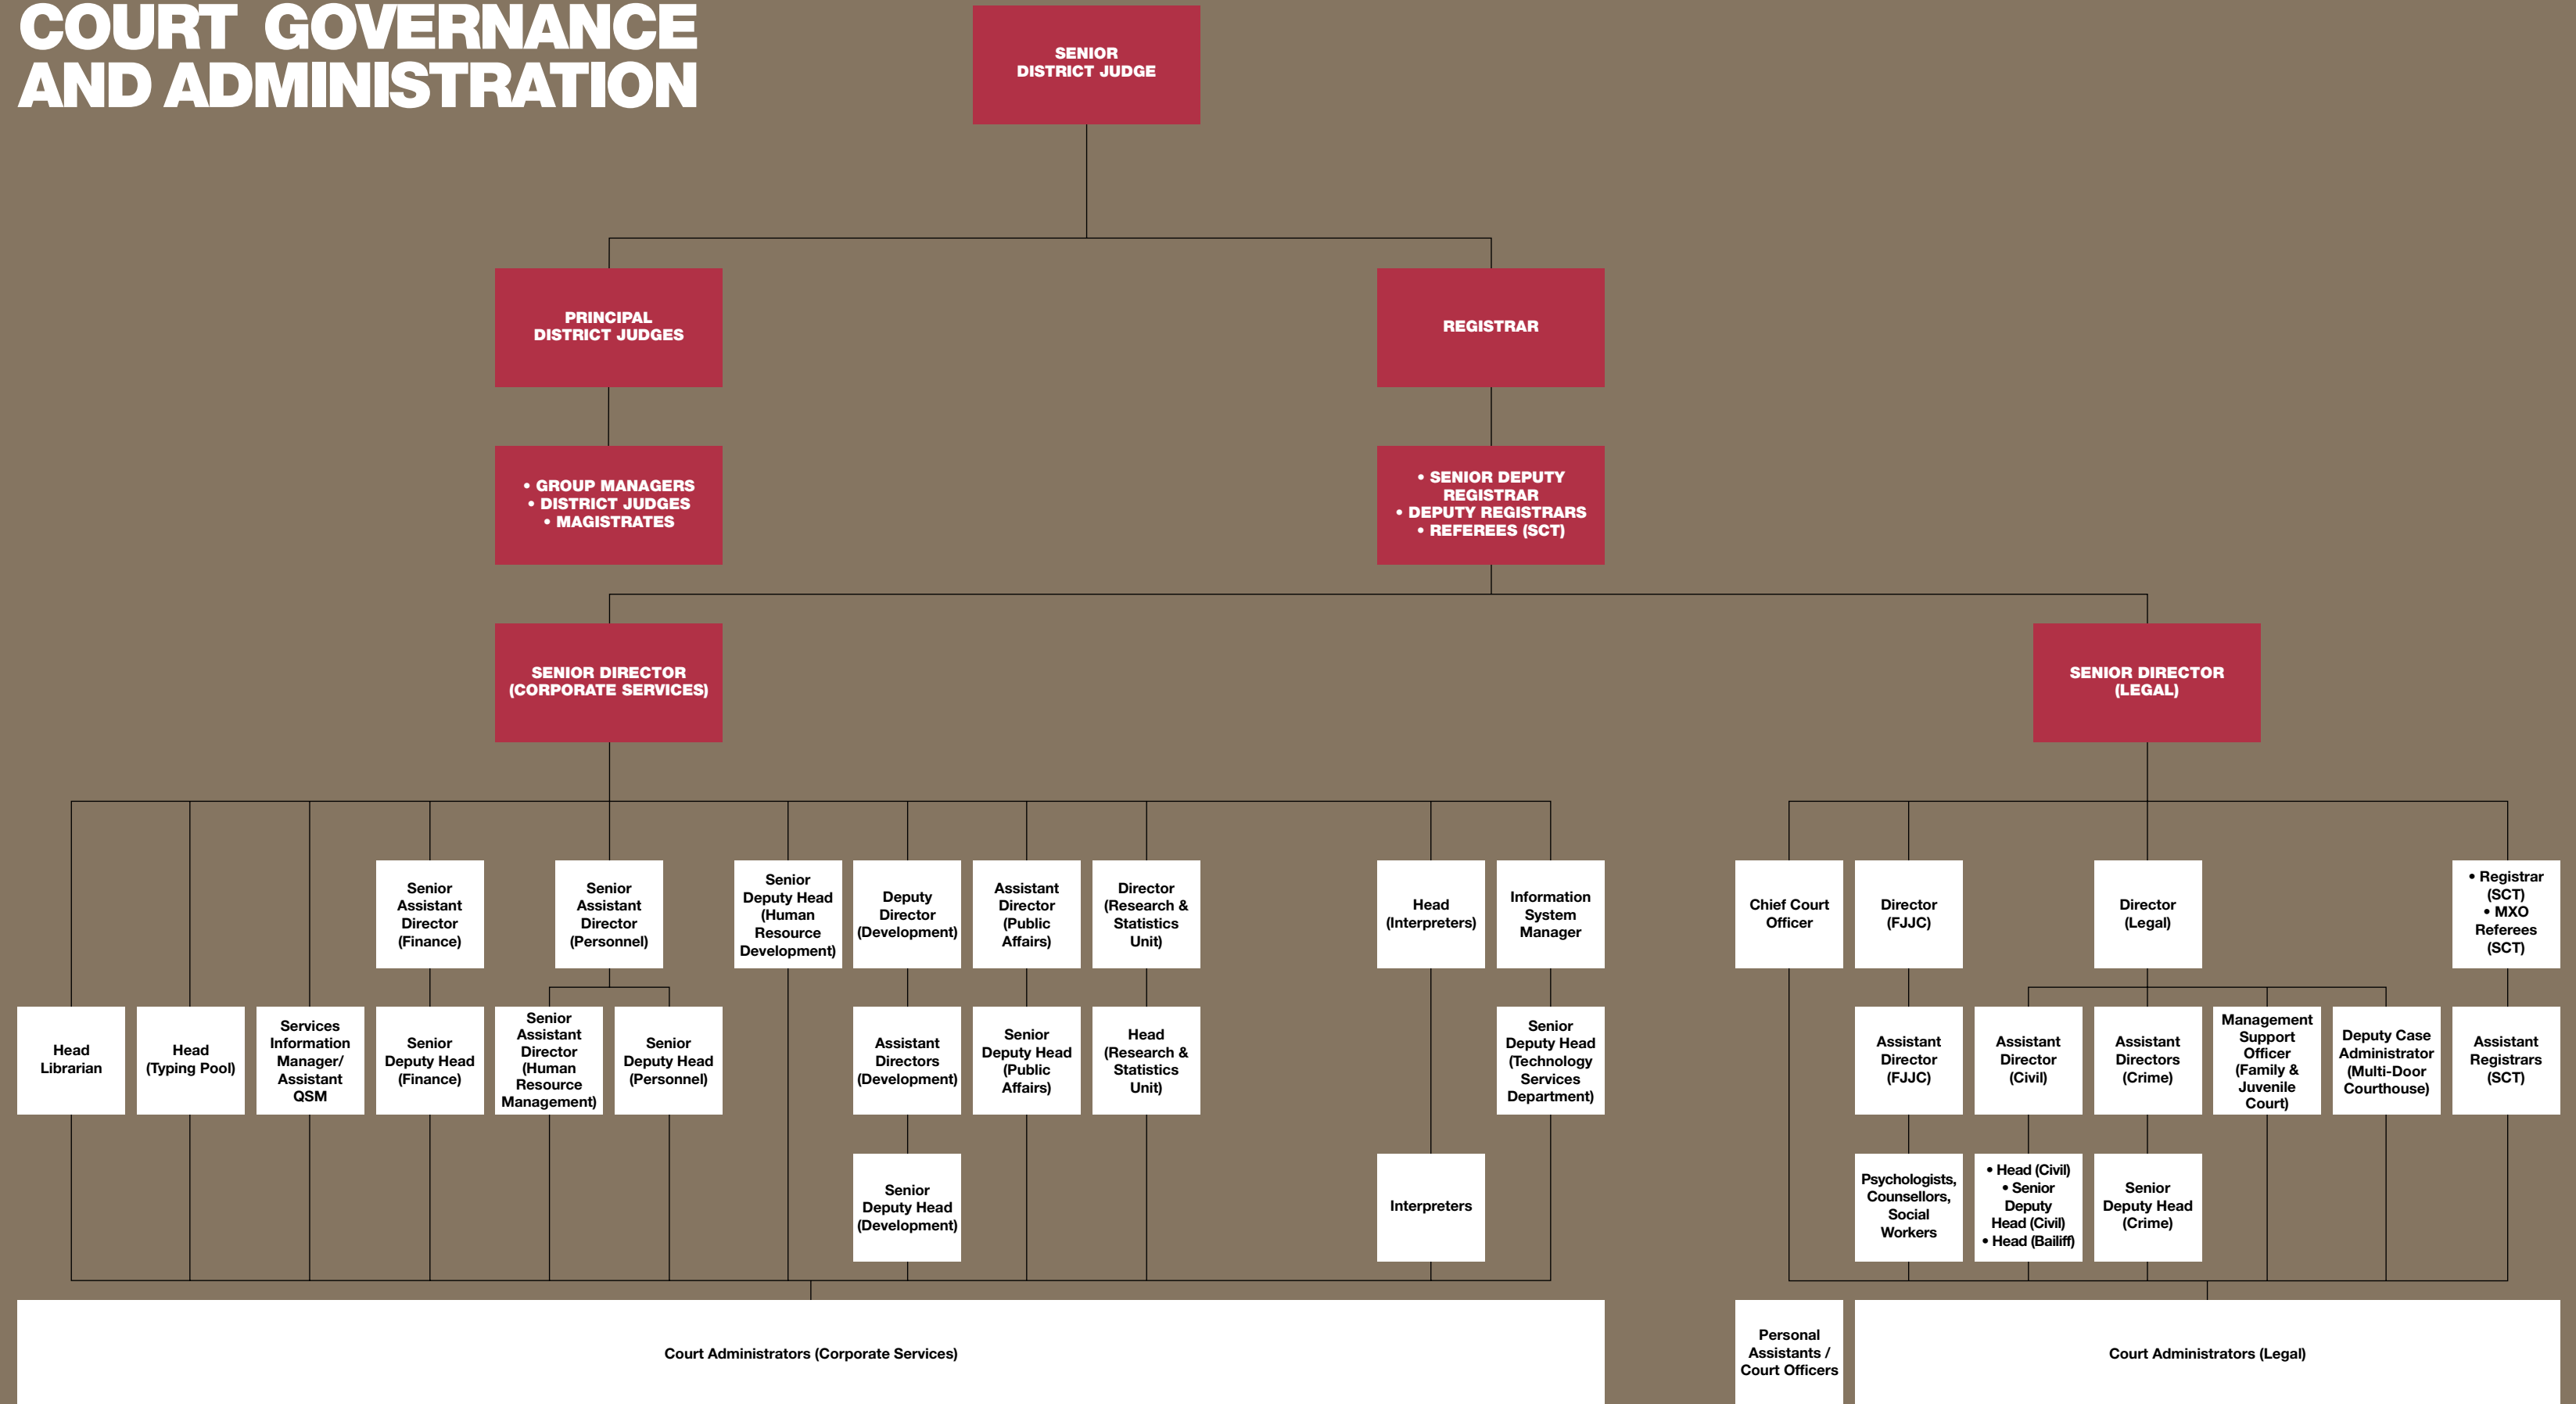 COURT GOVERNANCE
AND ADMINISTRATION
SENIOR
DISTRICT JUDGE
PRINCIPAL
DISTRICT JUDGES
REGISTRAR
• GROUP MANAGERS
• DISTRICT JUDGES
• MAGISTRATES
• SENIOR DEPUTY
REGISTRAR
• DEPUTY REGISTRARS
• REFEREES (SCT)
SENIOR DIRECTOR
(CORPORATE SERVICES)
SENIOR DIRECTOR
(LEGAL)
Senior
Assistant
Director
(Finance)
Senior
Assistant
Director
(Personnel)
Senior
Deputy Head
(Human
Resource
Development)
Deputy
Director
(Development)
Assistant
Director
(Public
Affairs)
Director
(Research &
Statistics
Unit)
Head
(Interpreters)
Information
System
Manager
Chief Court
Officer
Director
(FJJC)
Director
(Legal)
• Registrar
(SCT)
• MXO
Referees
(SCT)
Head
Librarian
Head
(Typing Pool)
Services
Information
Manager/
Assistant
QSM
Senior
Deputy Head
(Finance)
Senior
Assistant
Director
(Human
Resource
Management)
Senior
Deputy Head
(Personnel)
Assistant
Directors
(Development)
Senior
Deputy Head
(Public
Affairs)
Head
(Research &
Statistics
Unit)
Senior
Deputy Head
(Technology
Services
Department)
Assistant
Director
(FJJC)
Assistant
Director
(Civil)
Assistant
Directors
(Crime)
Management
Support
Officer
(Family &
Juvenile
Court)
Deputy Case
Administrator
(Multi-Door
Courthouse)
Assistant
Registrars
(SCT)
Senior
Deputy Head
(Development)
Interpreters
Psychologists,
Counsellors,
Social
Workers
• Head (Civil)
• Senior
Deputy
Head (Civil)
• Head (Bailiff)
Senior
Deputy Head
(Crime)
Court Administrators (Corporate Services)
Personal
Assistants /
Court Officers
Court Administrators (Legal)